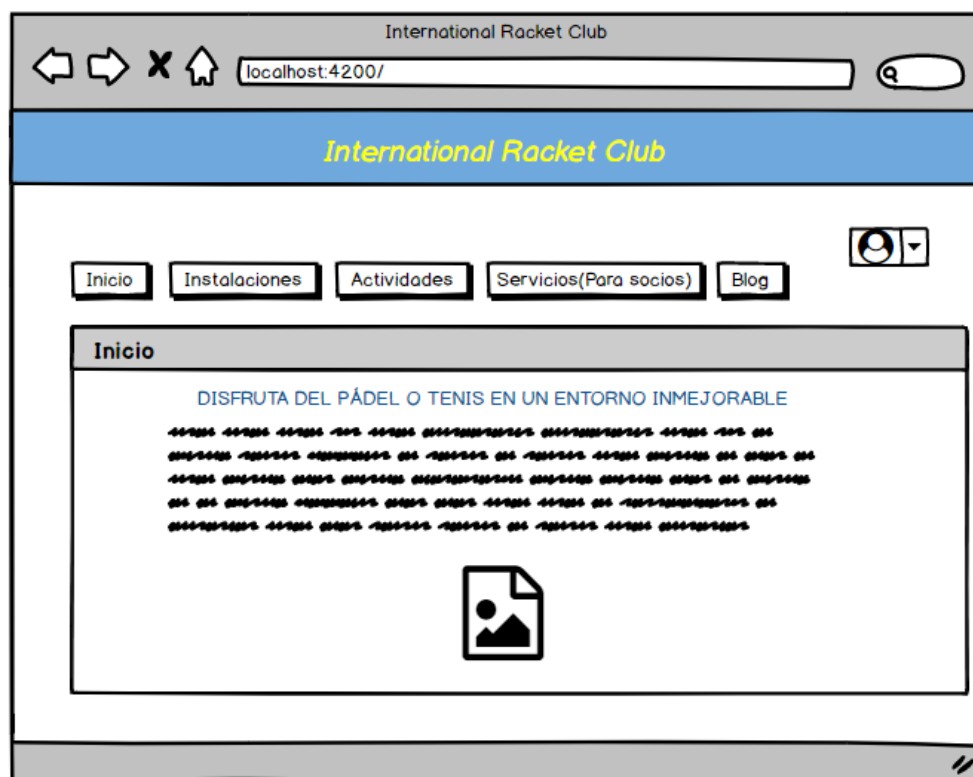 International Racket Club
localhost:4200/
International Racket Club
Inicio
Instalaciones
Actividades
Servicios(Para socios)
Blog
Inicio
DISFRUTA DEL PÁDEL O TENIS EN UN ENTORNO INMEJORABLE